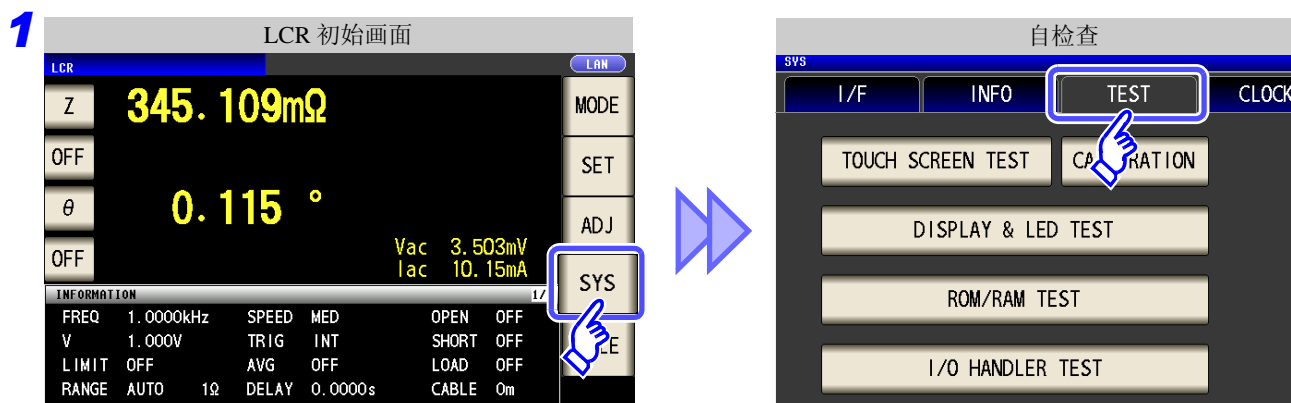 1
LCR 初始画面
LCR
LAN
Z 345.109mΩ
OFF
θ 0.115 °
OFF
Vac 3.503mV
Iac 10.15mA
MODE
SET
ADJ
SYS
INFORMATION 1/
FREQ 1.0000kHz SPEED MED OPEN OFF
V 1.000V TRIG INT SHORT OFF
LIMIT OFF AVG OFF LOAD OFF
RANGE AUTO 1Ω DELAY 0.0000s CABLE 0m
自检查
SYS
I/F INFO TEST CLOCK
TOUCH SCREEN TEST
DISPLAY & LED TEST
ROM/RAM TEST
I/O HANDLER TEST